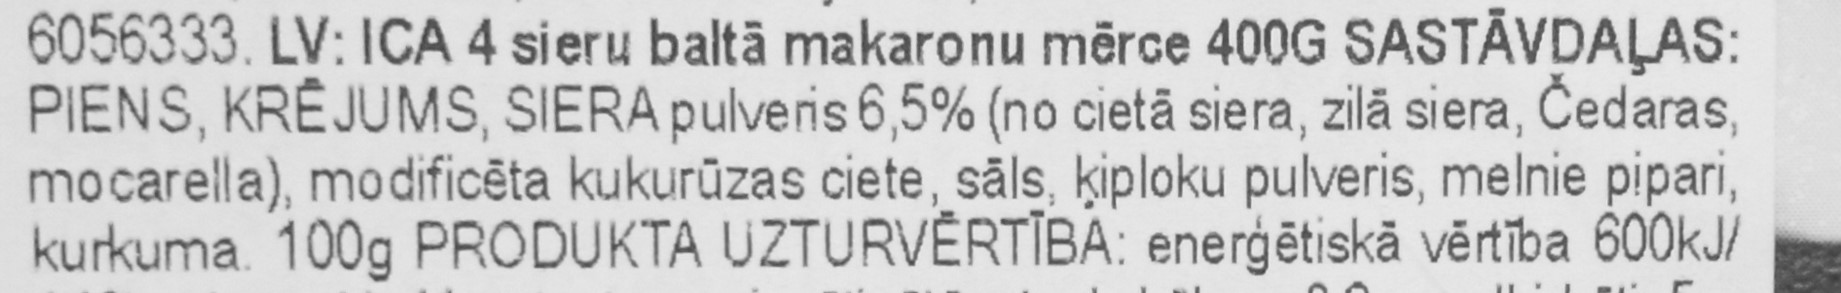 6056333. LV: ICA 4 sieru baltā makaronu mērce 400G SASTĀVDAĻAS:
PIENS, KRĒJUMS, SIERA pulveris 6,5% (no cietā siera, zilā siera, Čedaras,
mocarella), modificēta kukurūzas ciete, sāls, ķiploku pulveris, melnie pipari,
kurkuma. 100g PRODUKTA UZTURVĒRTĪBA: enerģētiskā vērtība 600kJ/